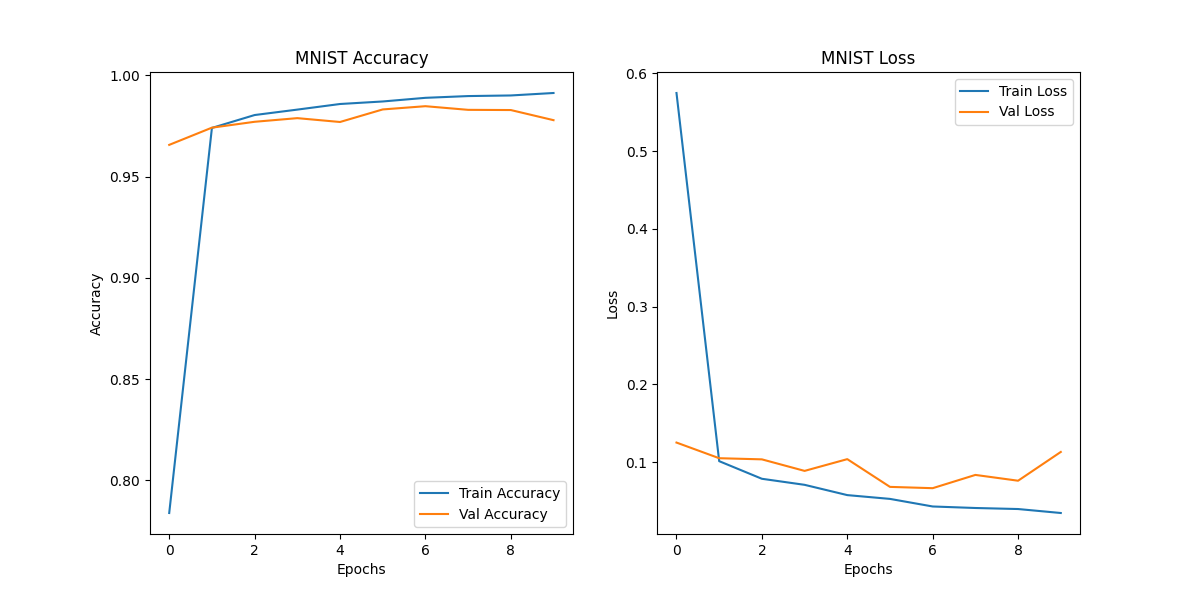 MNIST Accuracy
1.00
0.95
0.90
0.85
0.80
Accuracy
0 2 4 6 8
Epochs
Train Accuracy
Val Accuracy
MNIST Loss
0.6
0.5
0.4
0.3
0.2
0.1
Loss
0 2 4 6 8
Epochs
Train Loss
Val Loss